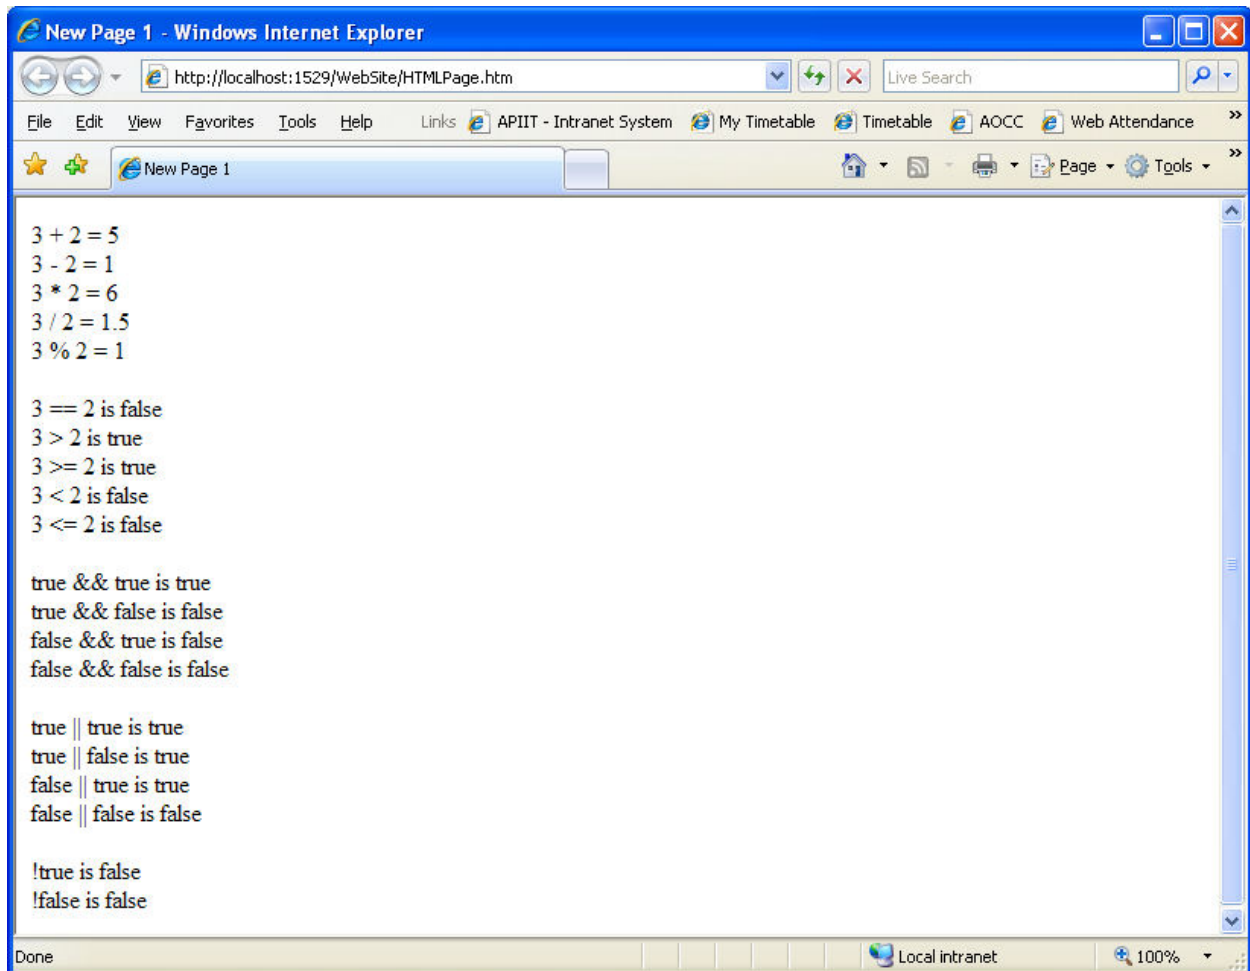 New Page 1 - Windows Internet Explorer
http://localhost:1529/WebSite/HTMLPage.htm Live Search
File Edit View Favorites Tools Help Links APIIT - Intranet System My Timetable Timetable AOCC Web Attendance »
New Page 1 Page Tools »
3 + 2 = 5
3 - 2 = 1
3 * 2 = 6
3 / 2 = 1.5
3 % 2 = 1
3 == 2 is false
3 > 2 is true
3 >= 2 is true
3 < 2 is false
3 <= 2 is false
true && true is true
true && false is false
false && true is false
false && false is false
true || true is true
true || false is true
false || true is true
false || false is false
!true is false
!false is false
Done Local intranet 100%